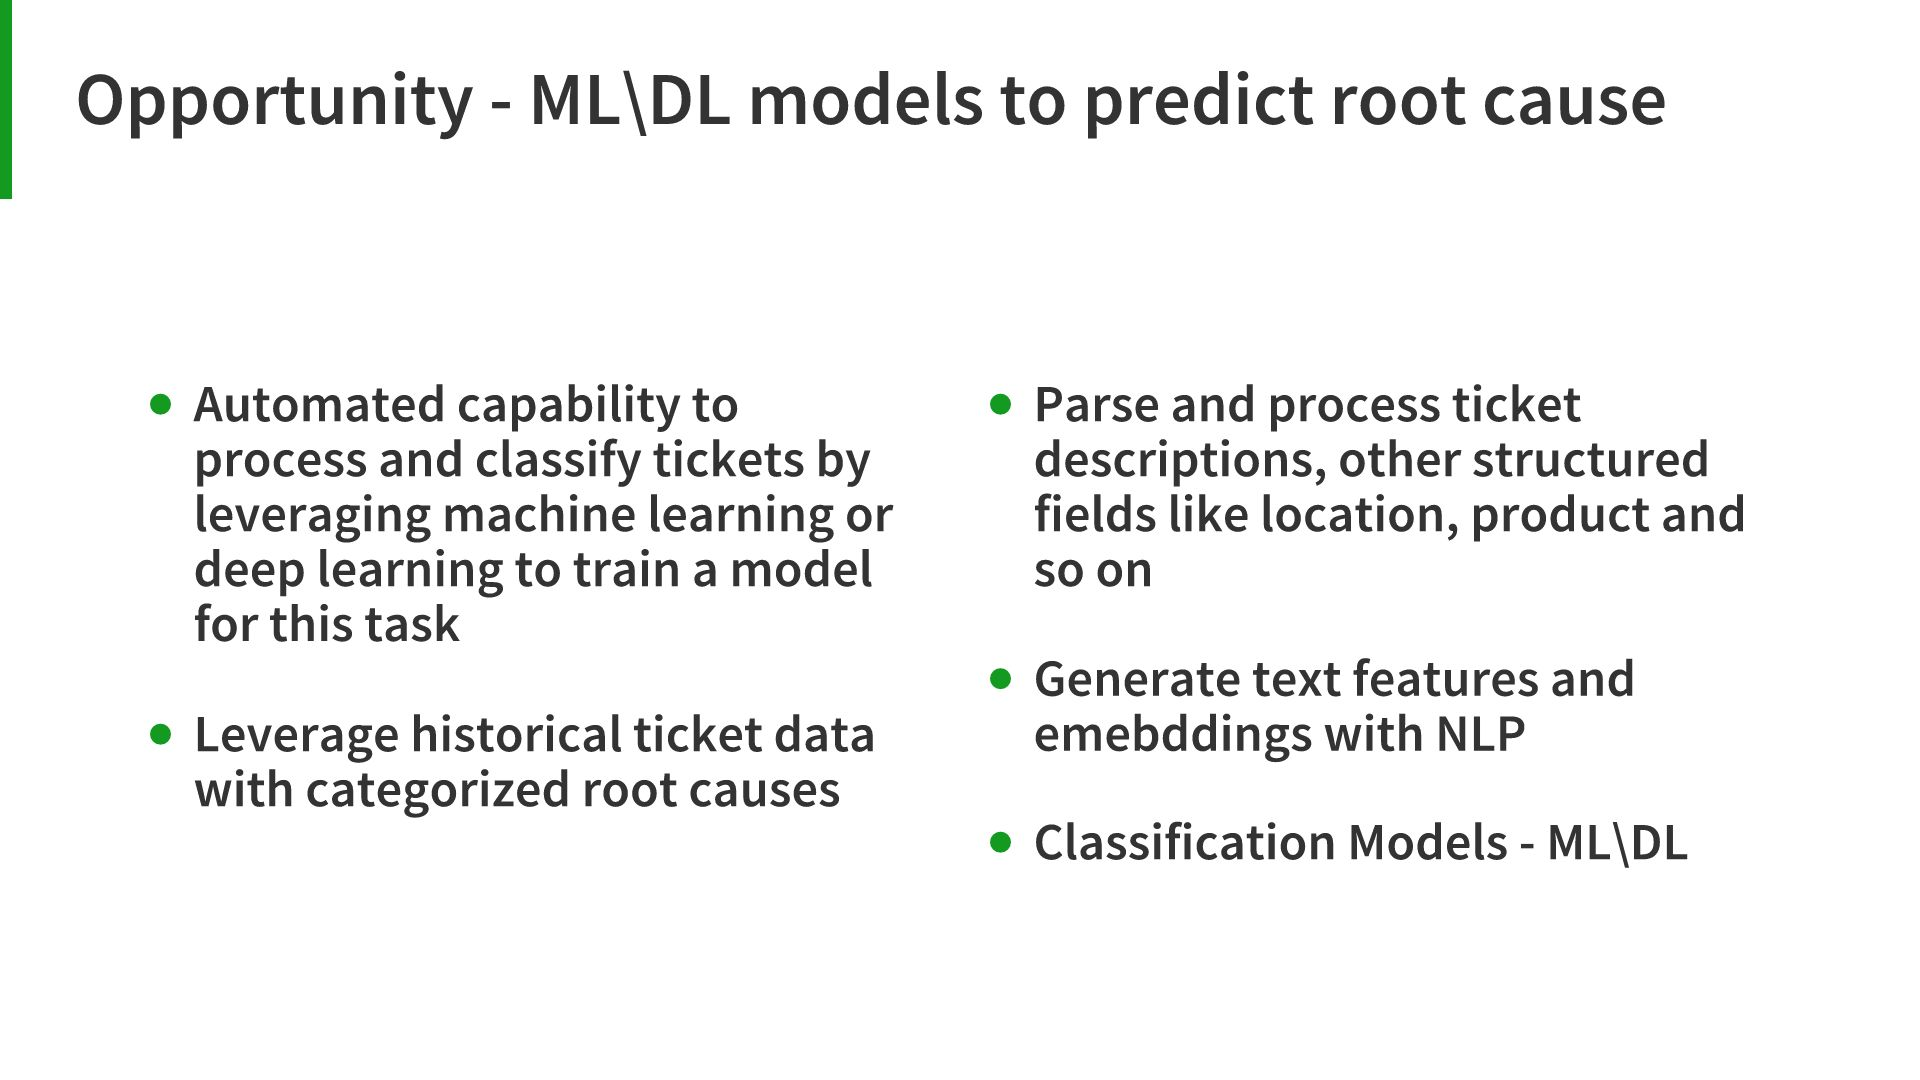 Opportunity - ML\DL models to predict root cause
● Automated capability to
process and classify tickets by
leveraging machine learning or
deep learning to train a model
for this task
● Leverage historical ticket data
with categorized root causes
● Parse and process ticket
descriptions, other structured
fields like location, product and
so on
● Generate text features and
emebddings with NLP
● Classification Models - ML\DL